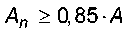 Aₙ ≥ 0,85 · A